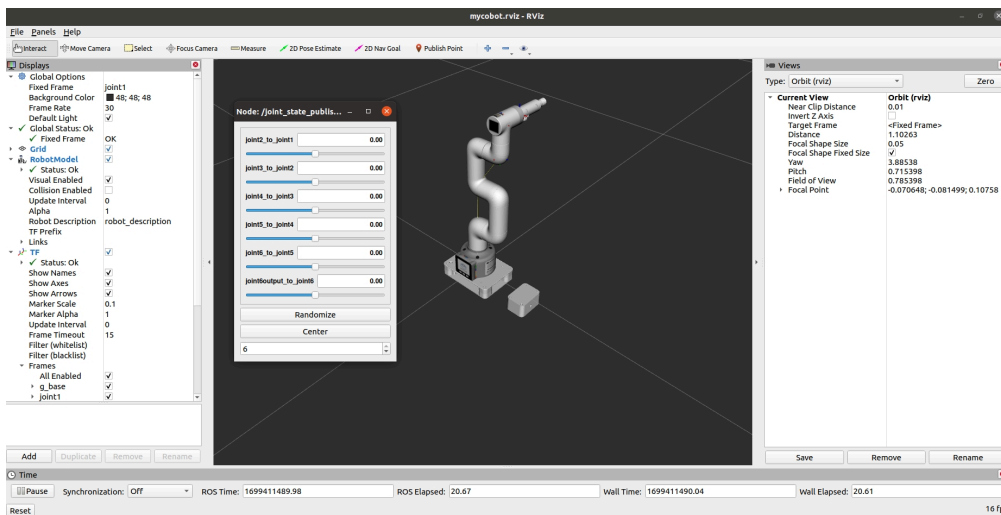 mycobot.rviz - RViz
File Panels Help
Interact Move Camera Select Focus Camera Measure 2D Pose Estimate 2D Nav Goal Publish Point
Displays
Global Options
Fixed Frame joint1
Background Color 48; 48; 48
Frame Rate 30
Default Light
Global Status: Ok
Fixed Frame OK
Grid
RobotModel
Status: Ok
Visual Enabled
Collision Enabled
Update Interval 0
Alpha 1
Robot Description robot_description
TF Prefix
Links
TF
Status: Ok
Show Names
Show Axes
Show Arrows
Marker Scale 0.1
Marker Alpha 1
Update Interval 0
Frame Timeout 15
Filter (whitelist)
Filter (blacklist)
Frames
All Enabled
g_base
joint1
Add Duplicate Remove Rename
Node: /joint_state_publis...
joint2_to_joint1 0.00
joint3_to_joint2 0.00
joint4_to_joint3 0.00
joint5_to_joint4 0.00
joint6_to_joint5 0.00
joint6output_to_joint6 0.00
Randomize
Center
6
Views
Type: Orbit (rviz) Zero
Current View Orbit (rviz)
Near Clip Distance 0.01
Invert Z Axis
Target Frame <Fixed Frame>
Distance 1.10263
Focal Shape Size 0.05
Focal Shape Fixed Size
Yaw 3.88538
Pitch 0.715398
Field of View 0.785398
Focal Point -0.070648; -0.081499; 0.10758
Save Remove Rename
Time
Pause Synchronization: Off ROS Time: 1699411489.98 ROS Elapsed: 20.67 Wall Time: 1699411490.04 Wall Elapsed: 20.61
Reset 16 fp